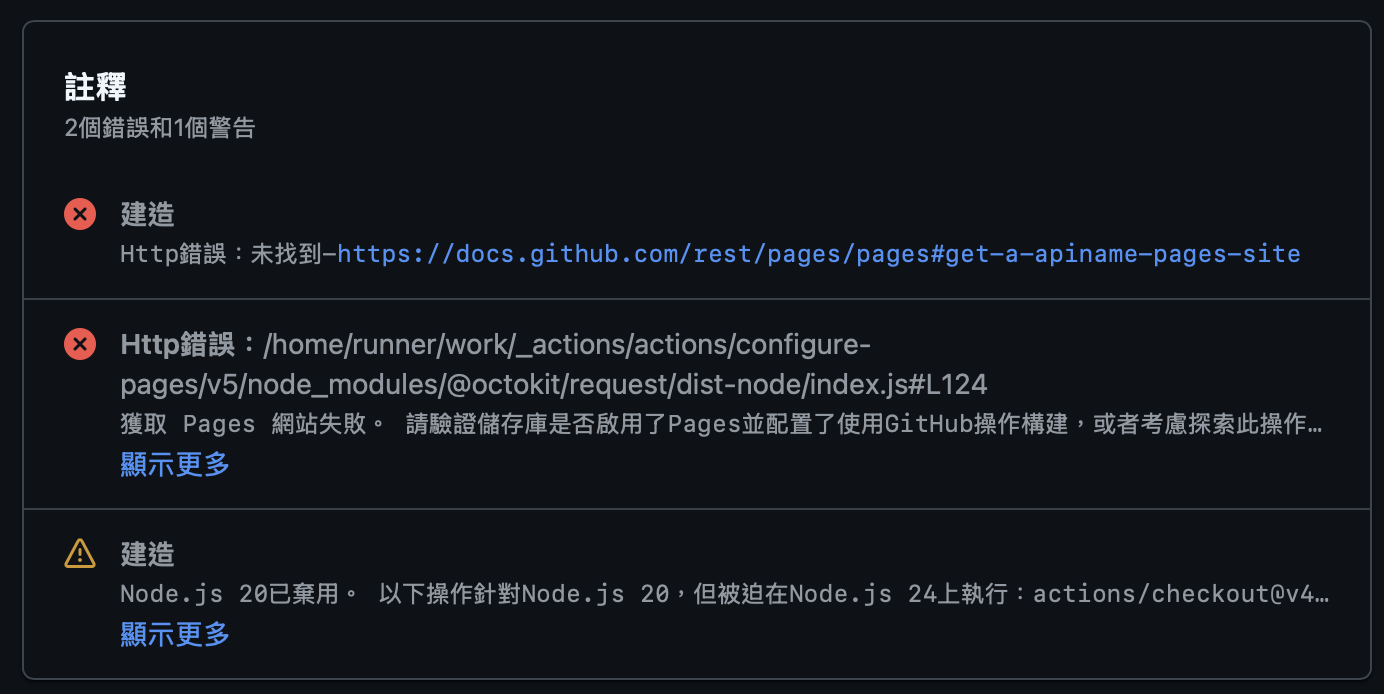 註釋
2個錯誤和1個警告
建造
Http錯誤：未找到-https://docs.github.com/rest/pages/pages#get-a-apiname-pages-site
Http錯誤：/home/runner/work/_actions/actions/configure-
pages/v5/node_modules/@octokit/request/dist-node/index.js#L124
獲取 Pages 網站失敗。 請驗證儲存庫是否啟用了Pages並配置了使用GitHub操作構建，或者考慮探索此操作…
顯示更多
建造
Node.js 20已棄用。 以下操作針對Node.js 20，但被迫在Node.js 24上執行：actions/checkout@v4…
顯示更多